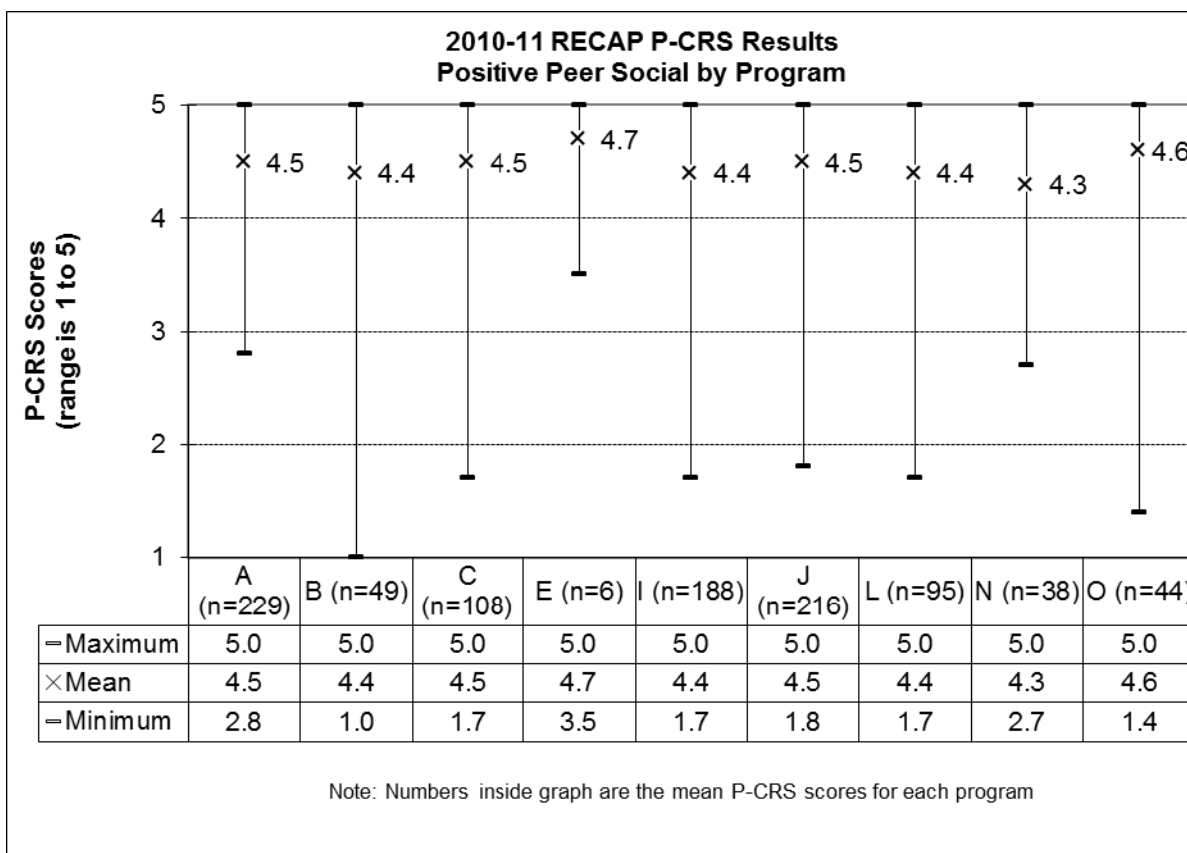 2010-11 RECAP P-CRS Results
Positive Peer Social by Program
P-CRS Scores
(range is 1 to 5)
5
4
3
2
1
4.5
4.4
4.5
4.7
4.4
4.5
4.4
4.3
4.6
A (n=229) B (n=49) C (n=108) E (n=6) I (n=188) J (n=216) L (n=95) N (n=38) O (n=44)
Maximum 5.0 5.0 5.0 5.0 5.0 5.0 5.0 5.0 5.0
Mean 4.5 4.4 4.5 4.7 4.4 4.5 4.4 4.3 4.6
Minimum 2.8 1.0 1.7 3.5 1.7 1.8 1.7 2.7 1.4
Note: Numbers inside graph are the mean P-CRS scores for each program